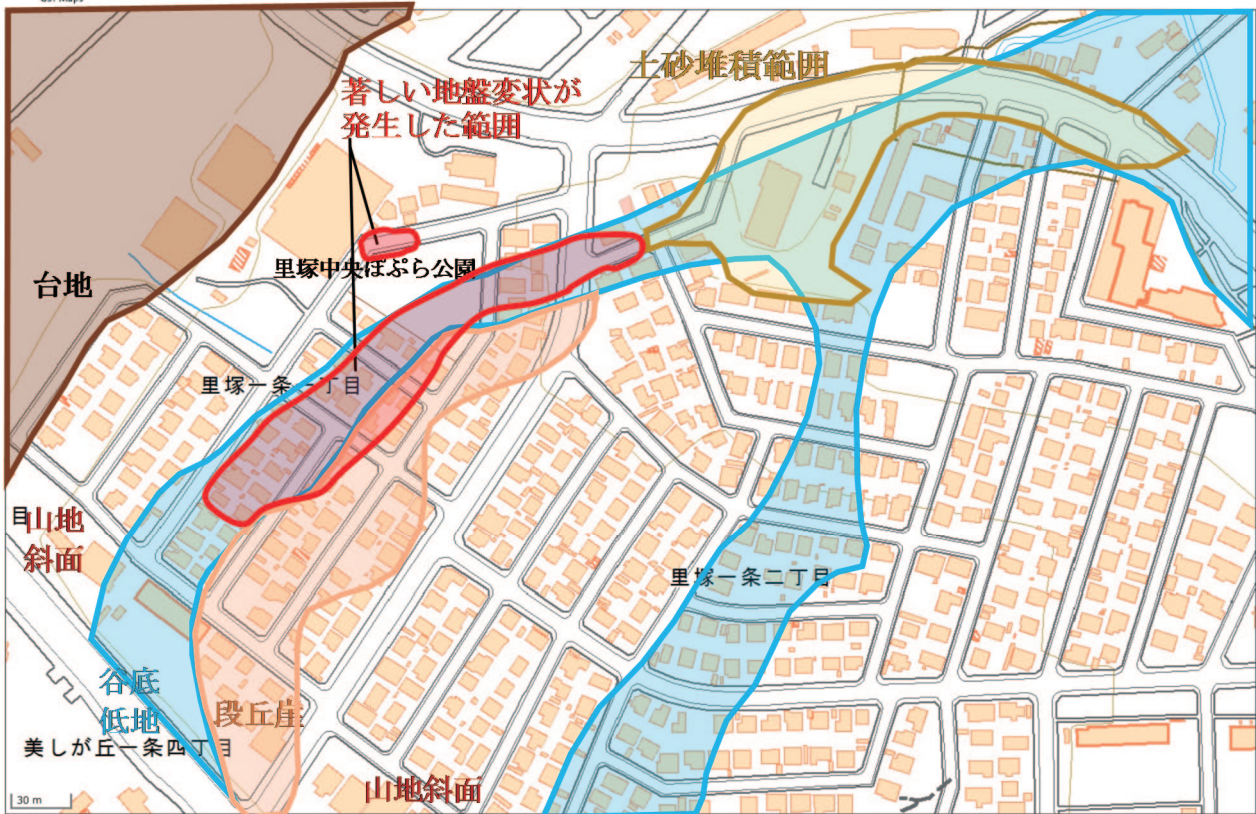 土砂堆積範囲
著しい地盤変状が
発生した範囲
台地
里塚中央ぽぷら公園
里塚一条一丁目
目
山地
斜面
里塚一条二丁目
谷底
低地
段丘崖
美しが丘一条四丁目
山地斜面
30 m